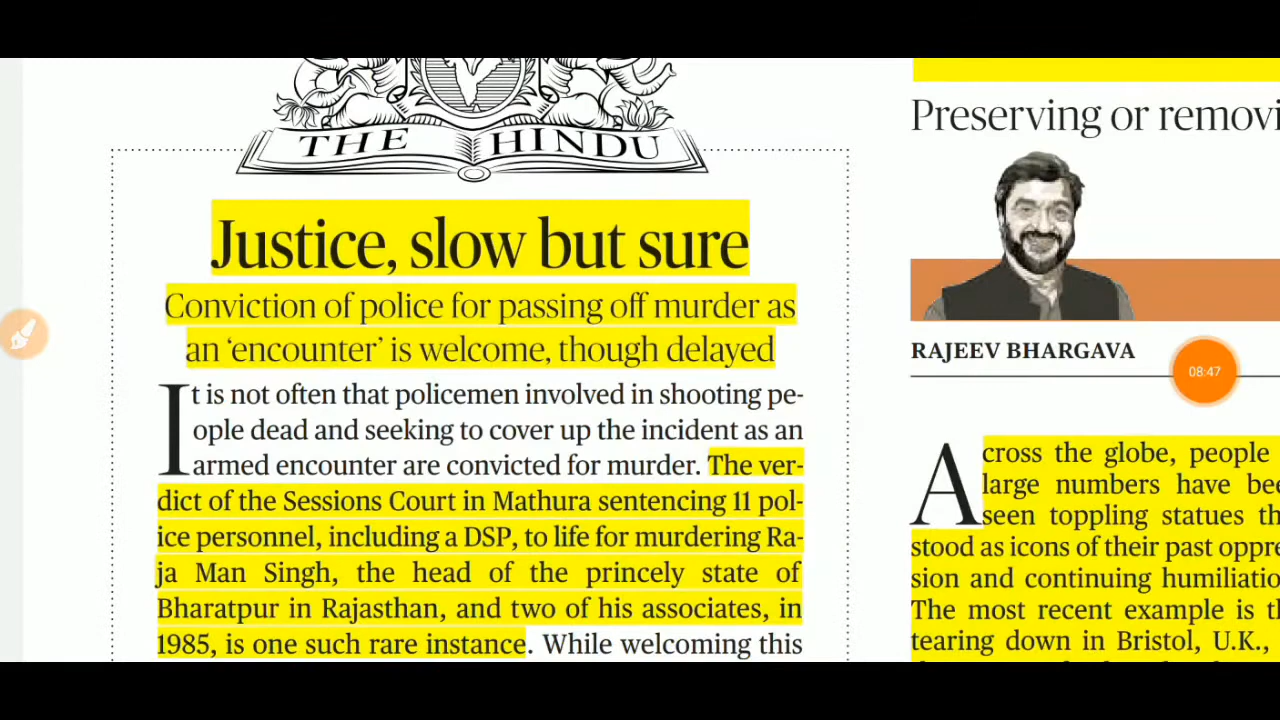 THE HINDU
Justice, slow but sure
Conviction of police for passing off murder as
an ‘encounter’ is welcome, though delayed
It is not often that policemen involved in shooting pe-
ople dead and seeking to cover up the incident as an
armed encounter are convicted for murder. The ver-
dict of the Sessions Court in Mathura sentencing 11 pol-
ice personnel, including a DSP, to life for murdering Ra-
ja Man Singh, the head of the princely state of
Bharatpur in Rajasthan, and two of his associates, in
1985, is one such rare instance. While welcoming this
Preserving or
RAJEEV BHARGAVA
08:47
Across the globe, people
large numbers have
seen toppling statues
stood as icons of their past
sion and continuing
The most recent example is
tearing down in Bristol, U.K.,